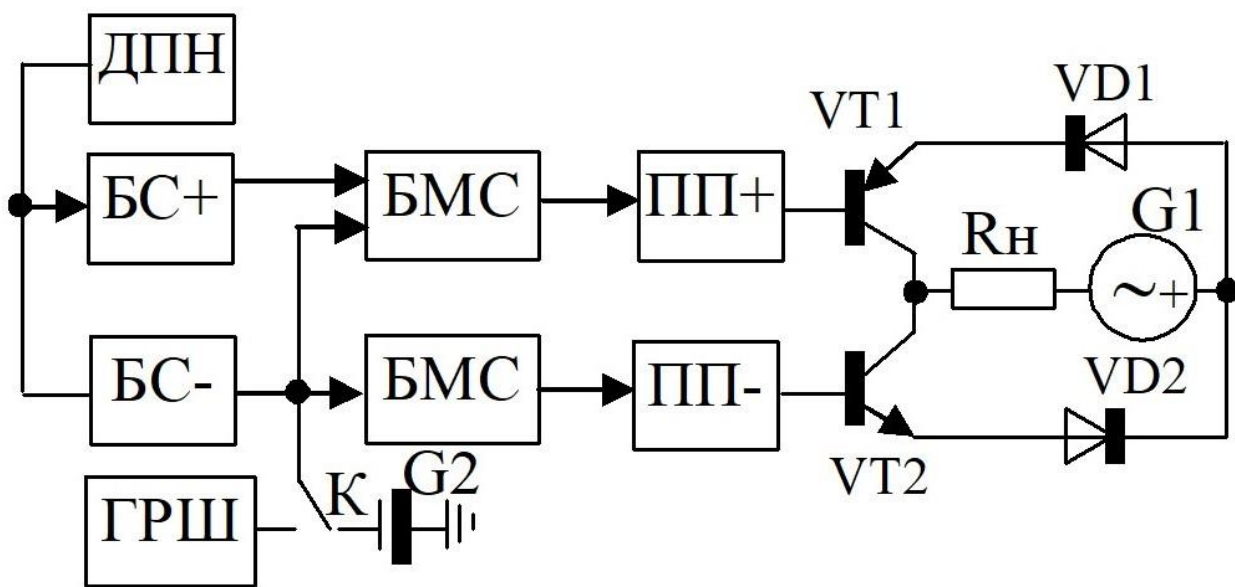 ДПН
VD1
VT1
БС+
БМС
ПП+
G1
Rн
~+
БС-
БМС
ПП-
VD2
VT2
ГРШ
К
G2